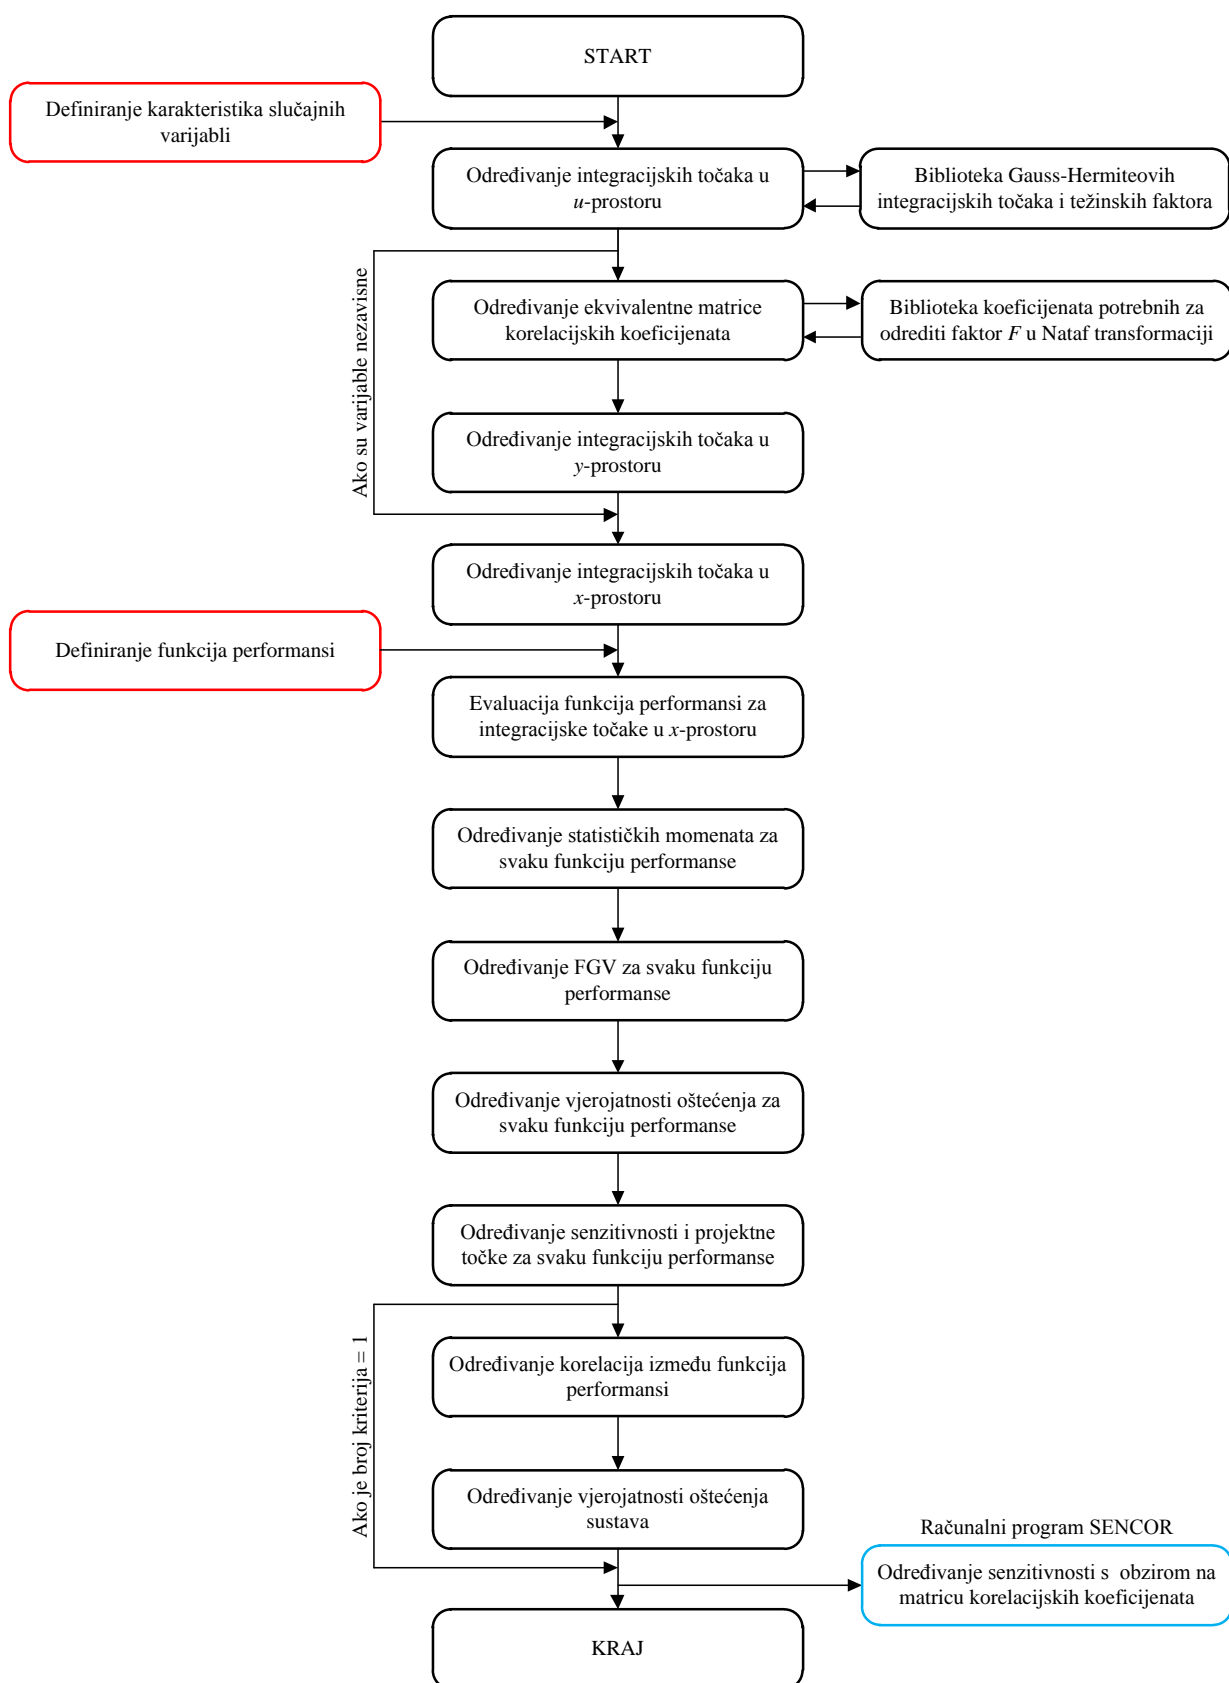 START
Definiranje karakteristika slučajnih
varijabli
Određivanje integracijskih točaka u
u-prostoru
Biblioteka Gauss-Hermiteovih
integracijskih točaka i težinskih faktora
Ako su varijable nezavisne
Određivanje ekvivalentne matrice
korelacijskih koeficijenata
Biblioteka koeficijenata potrebnih za
odrediti faktor F u Nataf transformaciji
Određivanje integracijskih točaka u
y-prostoru
Određivanje integracijskih točaka u
x-prostoru
Definiranje funkcija performansi
Evaluacija funkcija performansi za
integracijske točake u x-prostoru
Određivanje statističkih momenata za
svaku funkciju performanse
Određivanje FGV za svaku funkciju
performanse
Određivanje vjerojatnosti oštećenja za
svaku funkciju performanse
Određivanje senzitivnosti i projektne
točke za svaku funkciju performanse
Ako je broj kriterija = 1
Određivanje korelacija između funkcija
performansi
Određivanje vjerojatnosti oštećenja
sustava
Računalni program SENCOR
Određivanje senzitivnosti s obzirom na
matricu korelacijskih koeficijenata
KRAJ